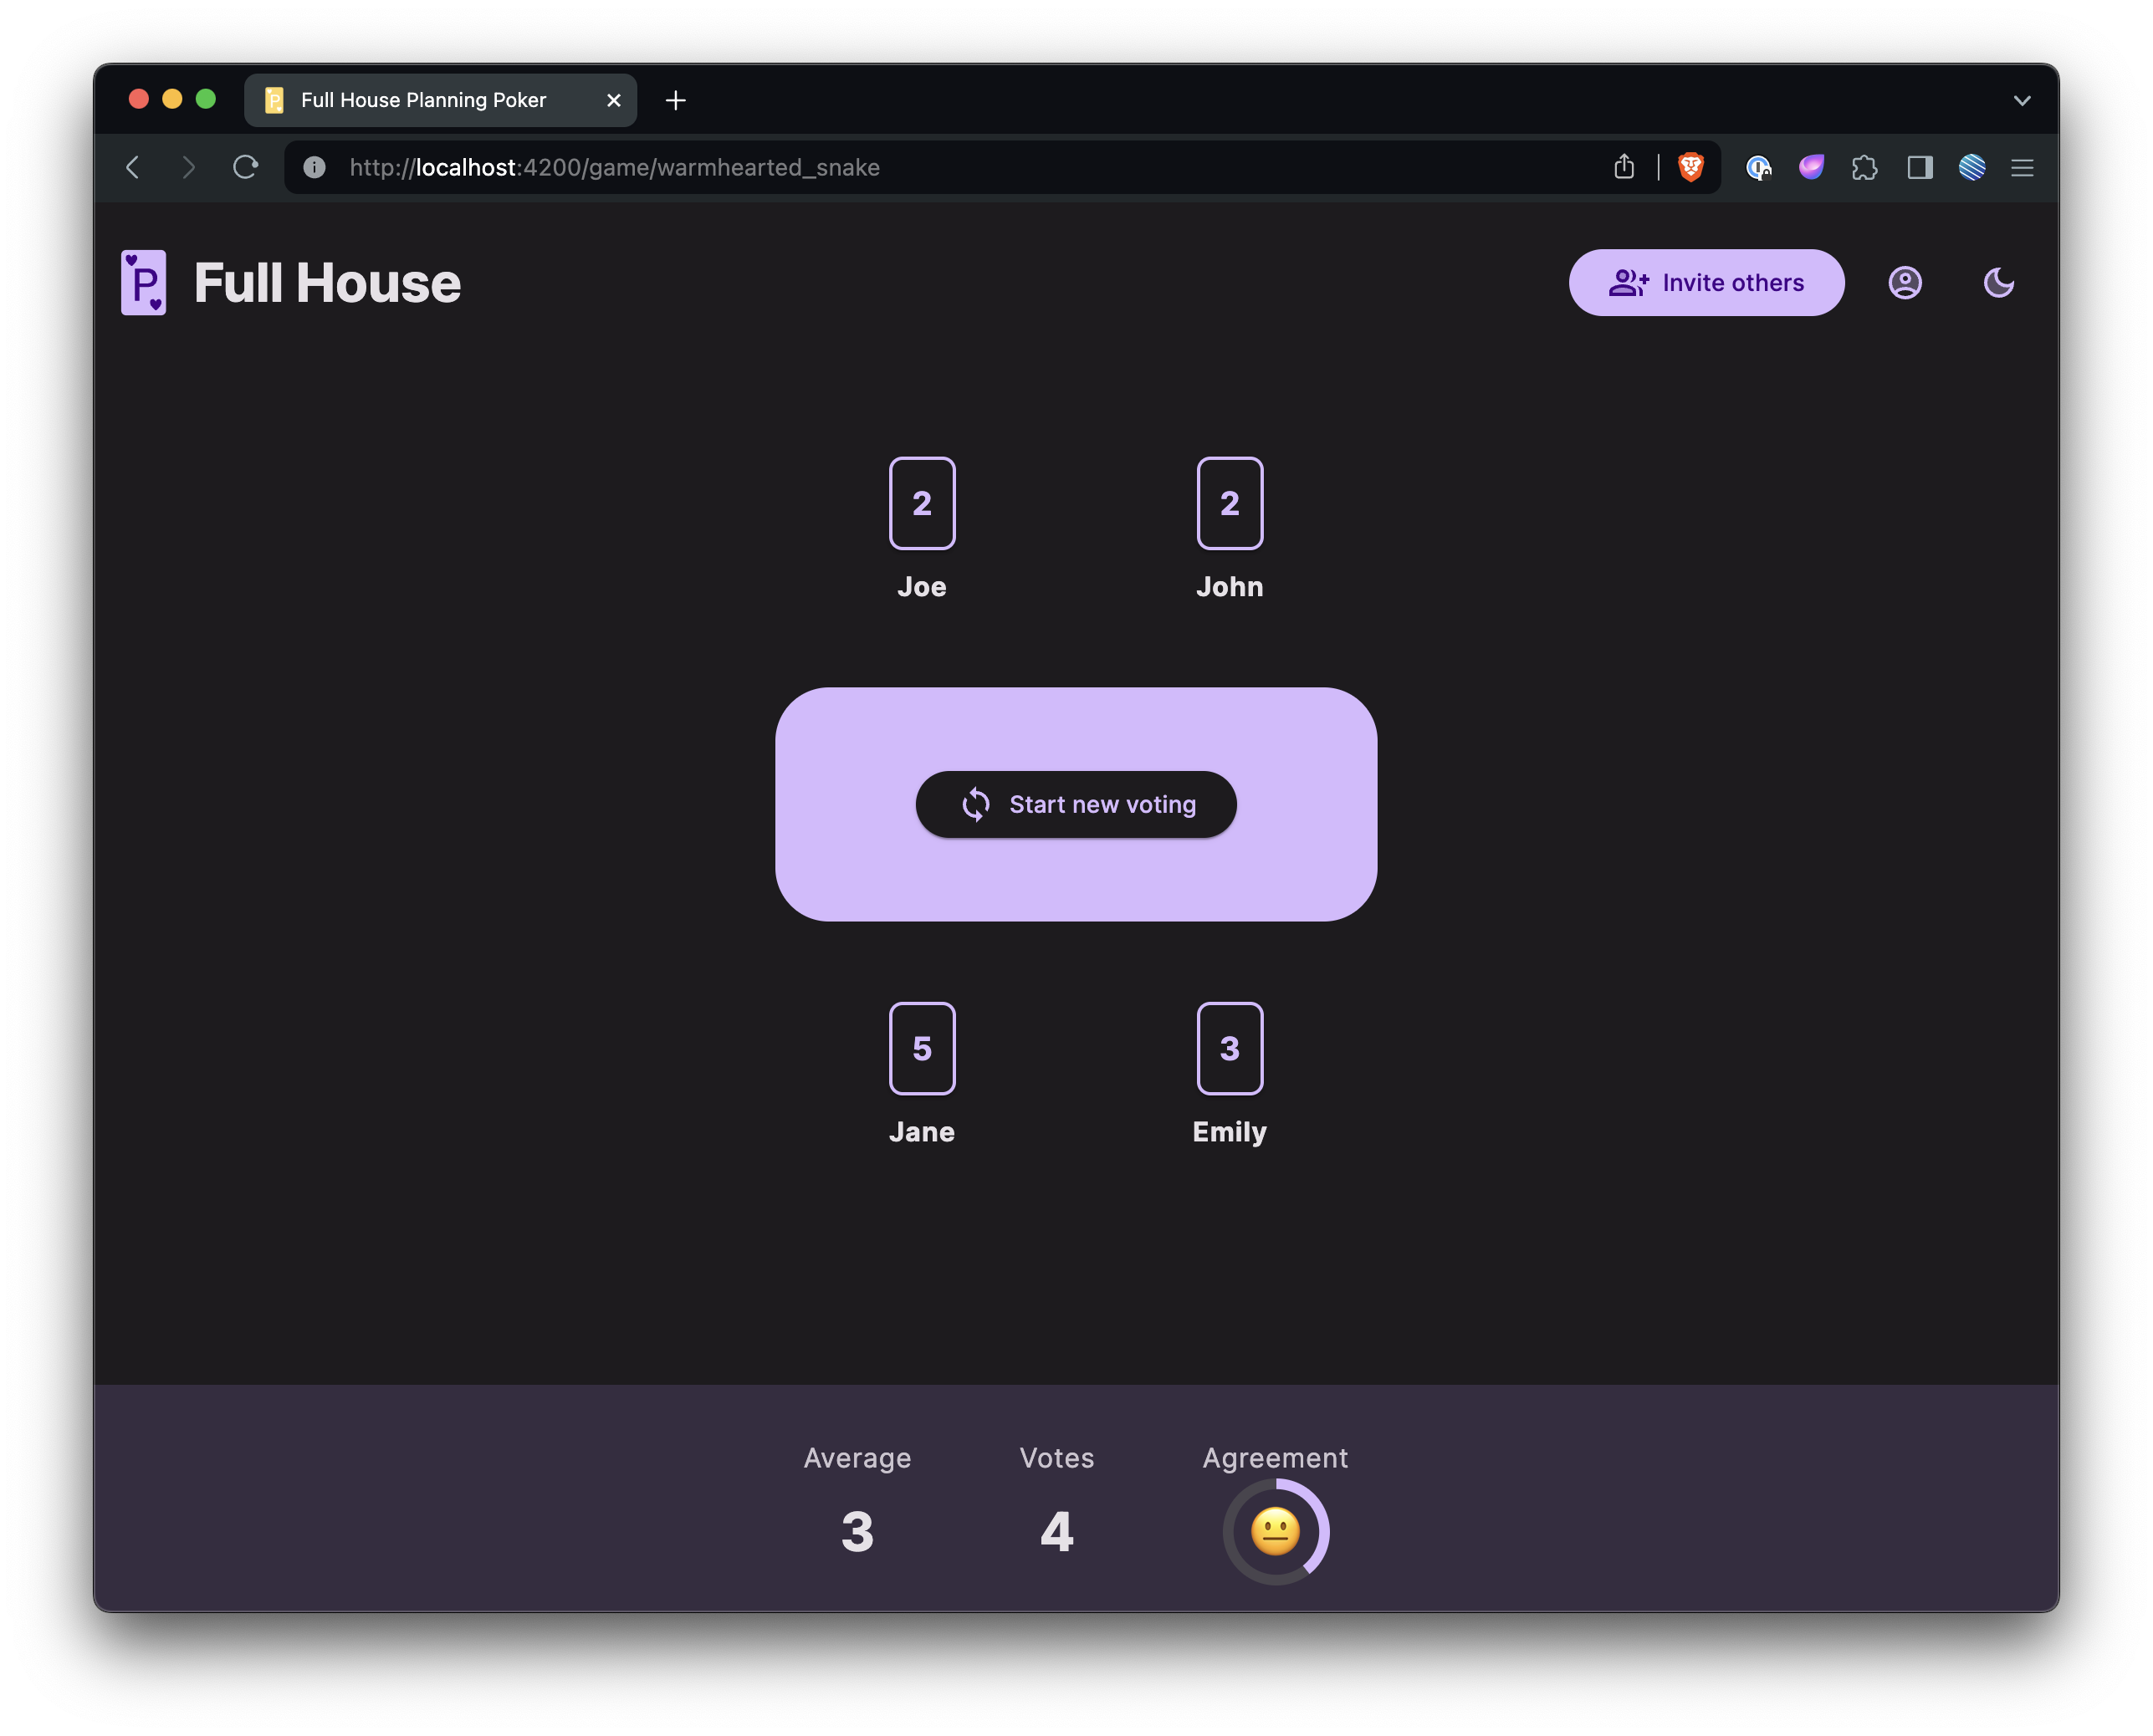 Full House Planning Poker
http://localhost:4200/game/warmhearted_snake
P
Full House
Invite others
2
2
Joe
John
Start new voting
5
3
Jane
Emily
Average
Votes
Agreement
3
4